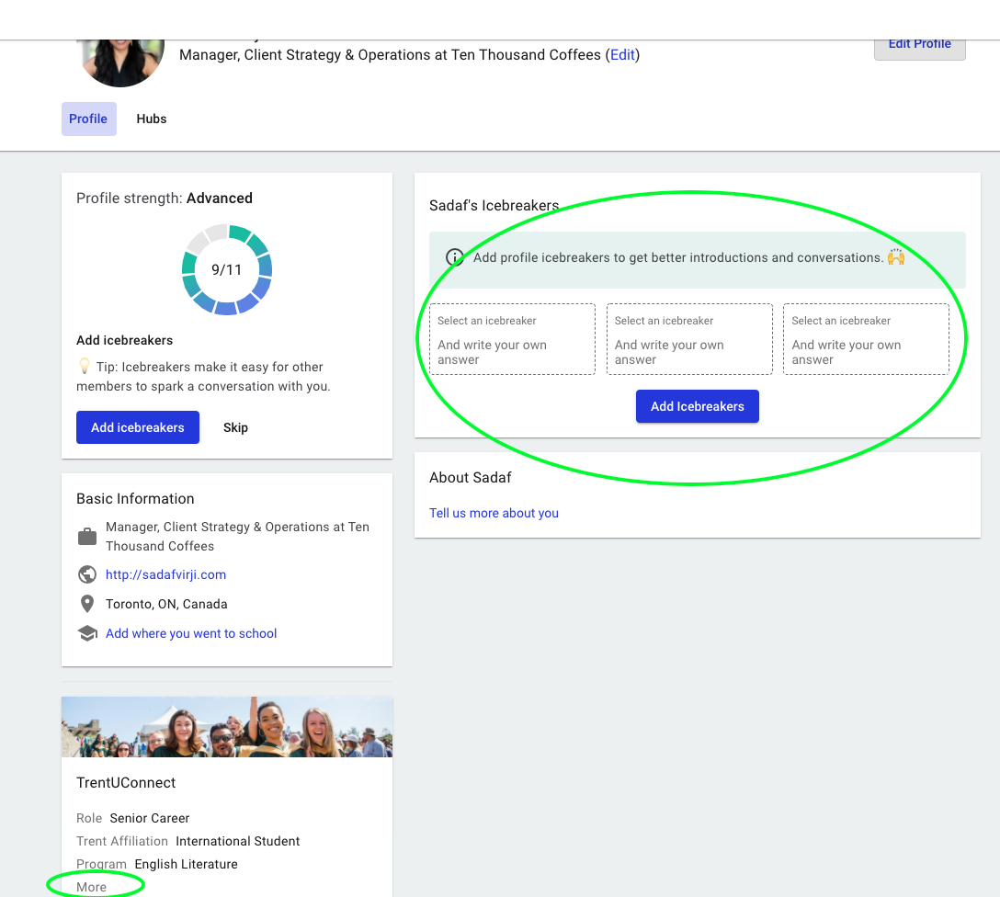 Manager, Client Strategy & Operations at Ten Thousand Coffees (Edit)
Edit Profile
Profile
Hubs
Profile strength: Advanced
9/11
Add icebreakers
Tip: Icebreakers make it easy for other
members to spark a conversation with you.
Add icebreakers
Skip
Basic Information
Manager, Client Strategy & Operations at Ten
Thousand Coffees
http://sadafvirji.com
Toronto, ON, Canada
Add where you went to school
TrentUConnect
Role Senior Career
Trent Affiliation International Student
Program English Literature
More
Sadaf's Icebreakers
Add profile icebreakers to get better introductions and conversations. 🙌
Select an icebreaker
And write your own
answer
Select an icebreaker
And write your own
answer
Select an icebreaker
And write your own
answer
Add Icebreakers
About Sadaf
Tell us more about you